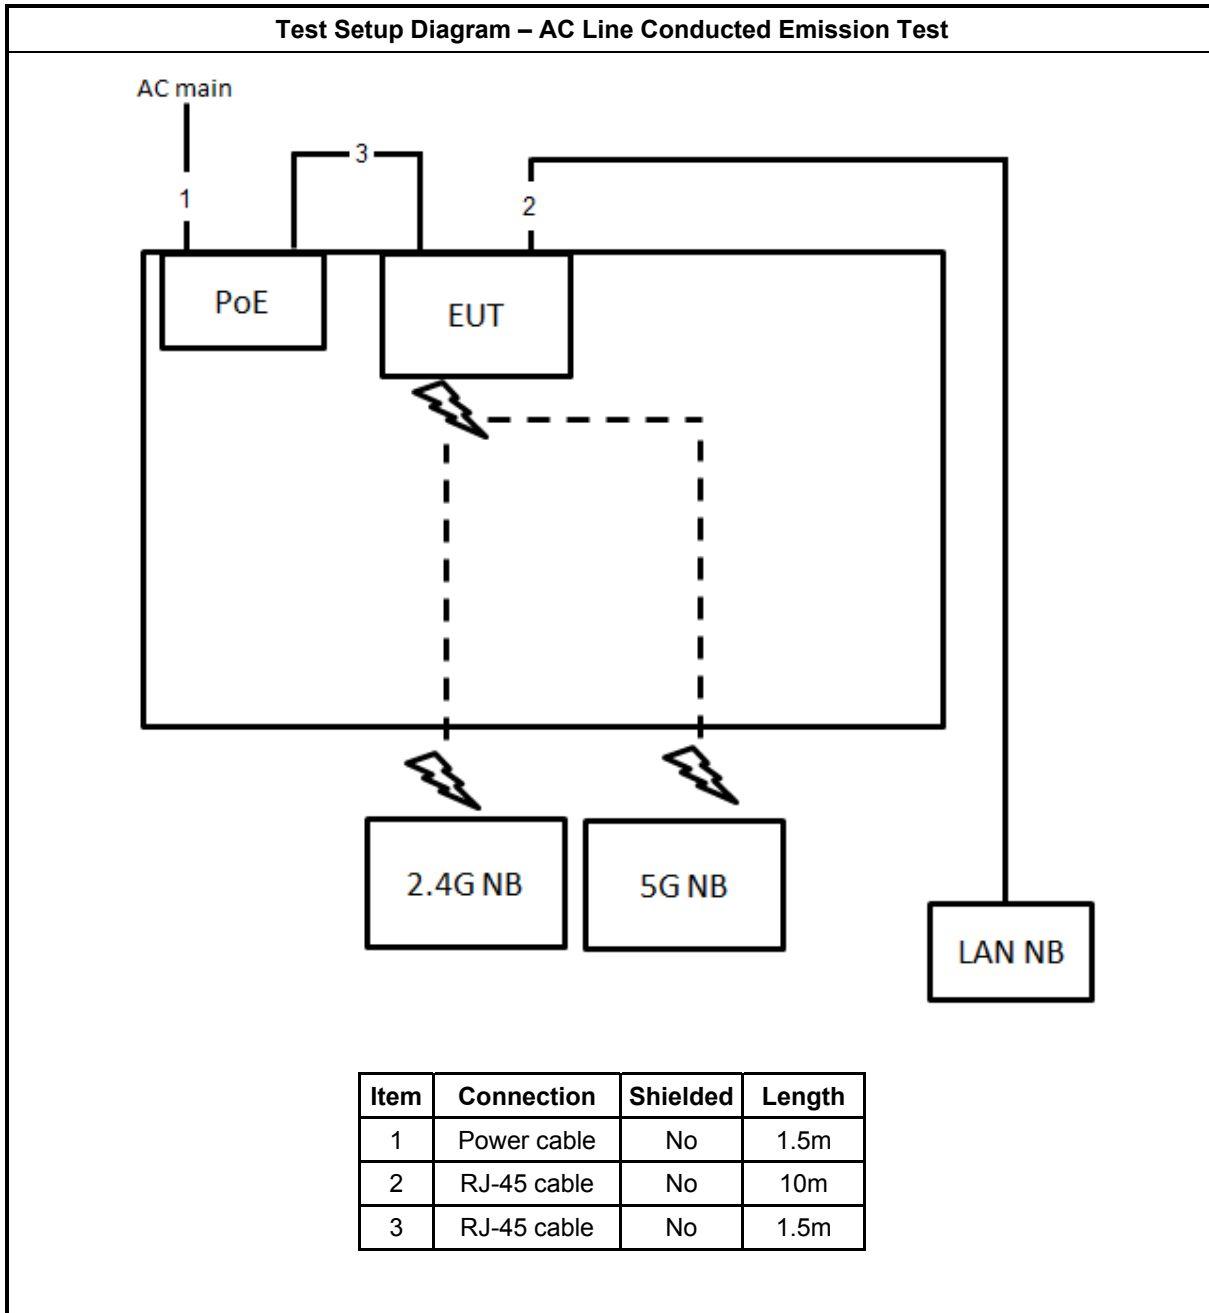 Test Setup Diagram – AC Line Conducted Emission Test
AC main
3
1
2
PoE
EUT
2.4G NB
5G NB
LAN NB
Item Connection Shielded Length
1 Power cable No 1.5m
2 RJ-45 cable No 10m
3 RJ-45 cable No 1.5m